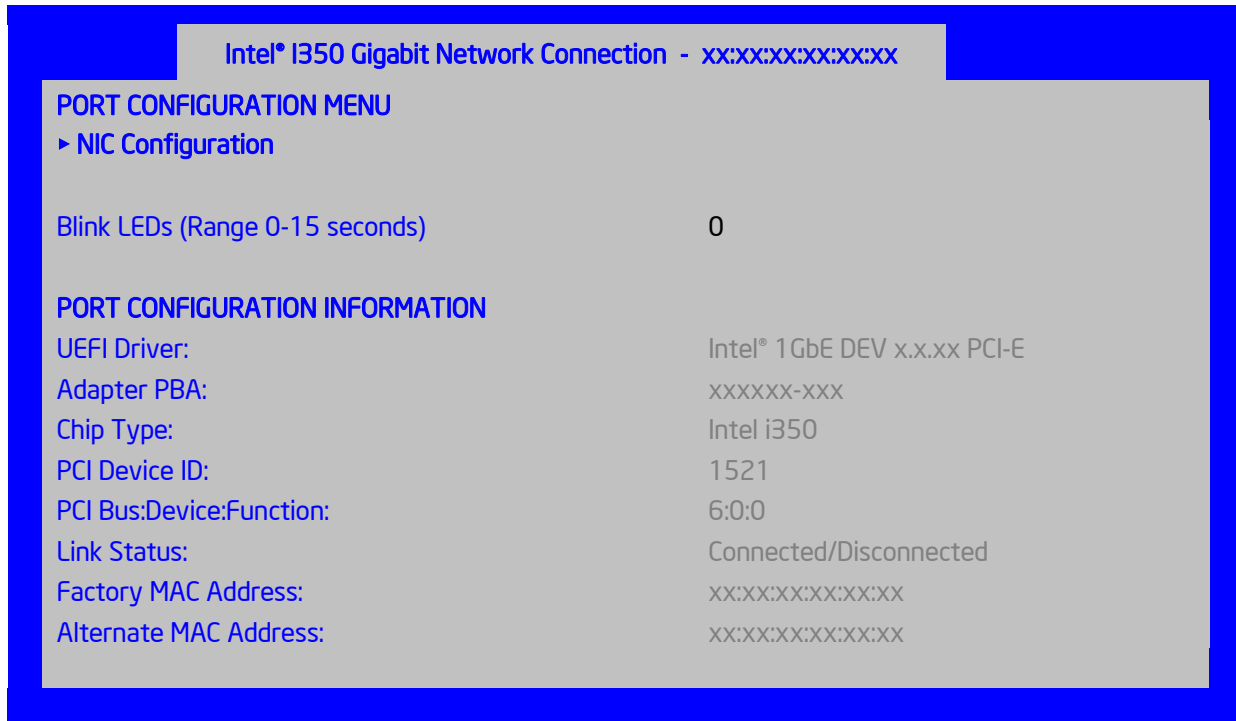 Intel® I350 Gigabit Network Connection - xx:xx:xx:xx:xx:xx
PORT CONFIGURATION MENU
► NIC Configuration
Blink LEDs (Range 0-15 seconds) 0
PORT CONFIGURATION INFORMATION
UEFI Driver: Intel® 1GbE DEV x.x.xx PCI-E
Adapter PBA: xxxxxx-xxx
Chip Type: Intel i350
PCI Device ID: 1521
PCI Bus:Device:Function: 6:0:0
Link Status: Connected/Disconnected
Factory MAC Address: xx:xx:xx:xx:xx:xx
Alternate MAC Address: xx:xx:xx:xx:xx:xx